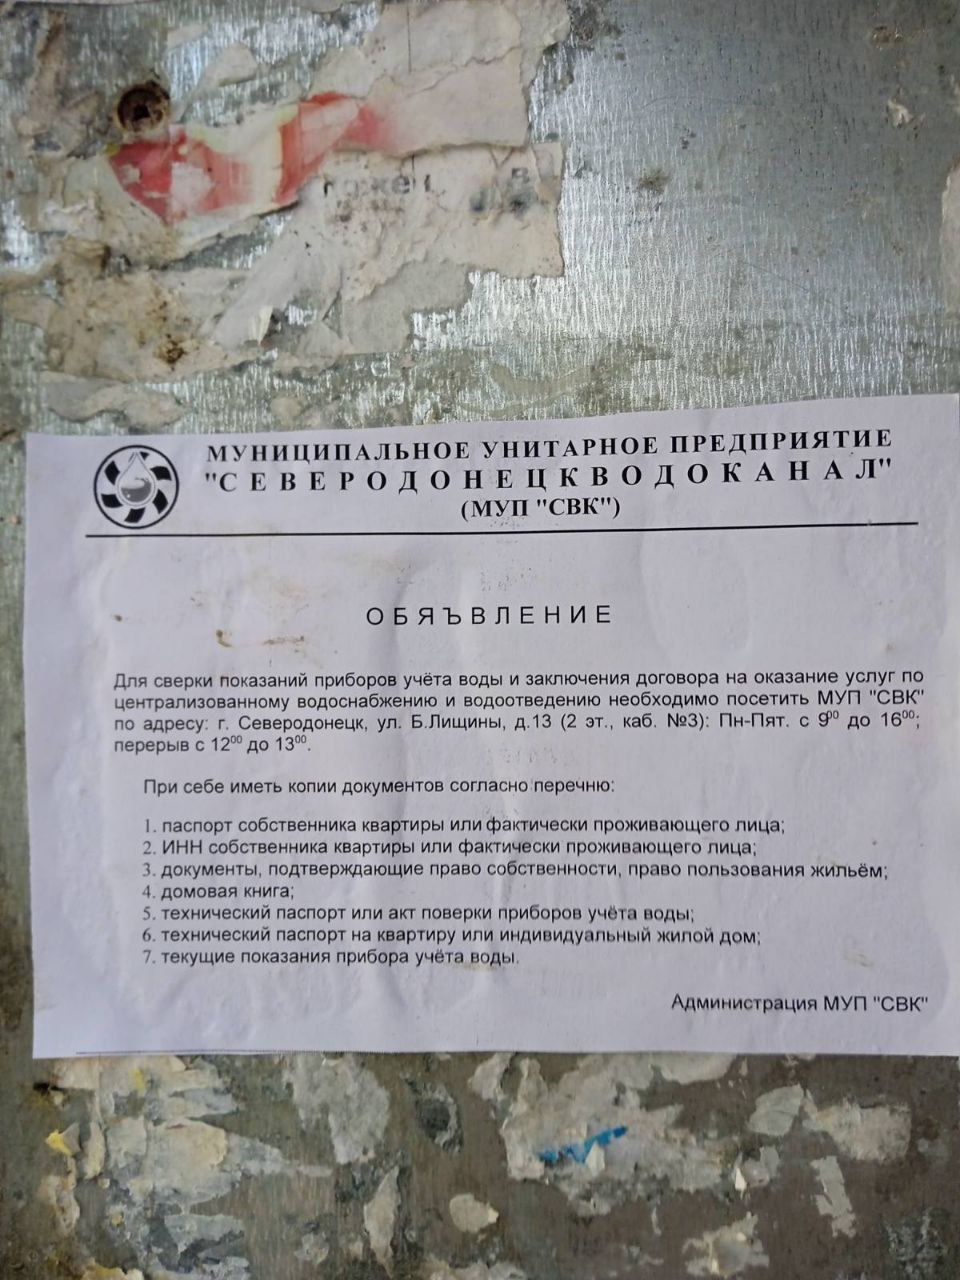 МУНИЦИПАЛЬНОЕ УНИТАРНОЕ ПРЕДПРИЯТИЕ
"СЕВЕРОДОНЕЦКВОДОКАНАЛ"
(МУП "СВК")
ОБЯЪВЛЕНИЕ
Для сверки показаний приборов учёта воды и заключения договора на оказание услуг по
централизованному водоснабжению и водоотведению необходимо посетить МУП "СВК"
по адресу: г. Северодонецк, ул. Б.Лищины, д.13 (2 эт., каб. №3): Пн-Пят. с 9⁰⁰ до 16⁰⁰;
перерыв с 12⁰⁰ до 13⁰⁰.
При себе иметь копии документов согласно перечню:
1. паспорт собственника квартиры или фактически проживающего лица;
2. ИНН собственника квартиры или фактически проживающего лица;
3. документы, подтверждающие право собственности, право пользования жильём;
4. домовая книга;
5. технический паспорт или акт поверки приборов учёта воды;
6. технический паспорт на квартиру или индивидуальный жилой дом;
7. текущие показания прибора учёта воды.
Администрация МУП "СВК"